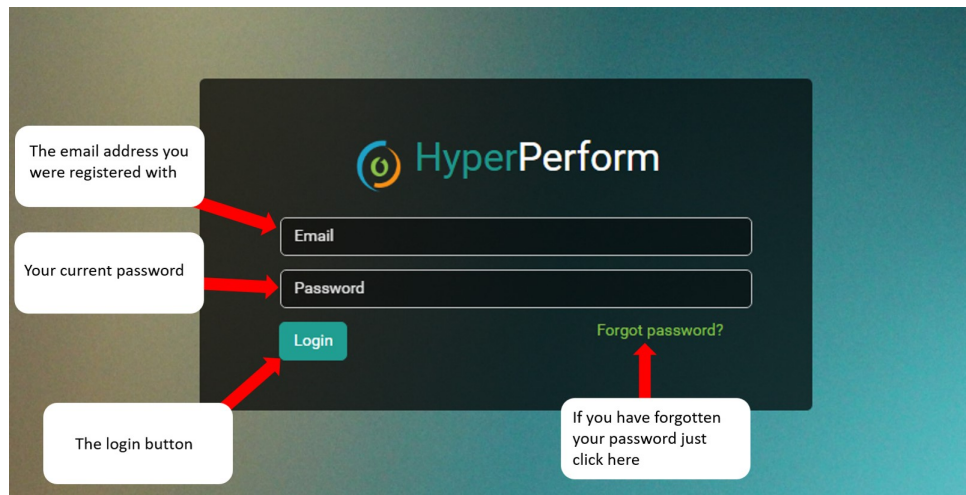 HyperPerform
The email address you
were registered with
Email
Your current password
Password
Login
Forgot password?
The login button
If you have forgotten
your password just
click here